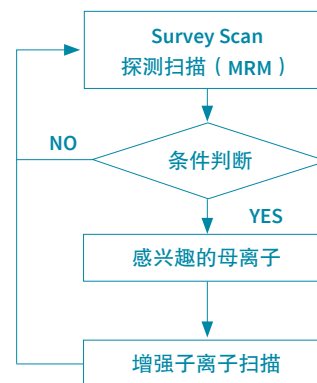 Survey Scan
探测扫描（MRM）
条件判断
NO
YES
感兴趣的母离子
增强子离子扫描